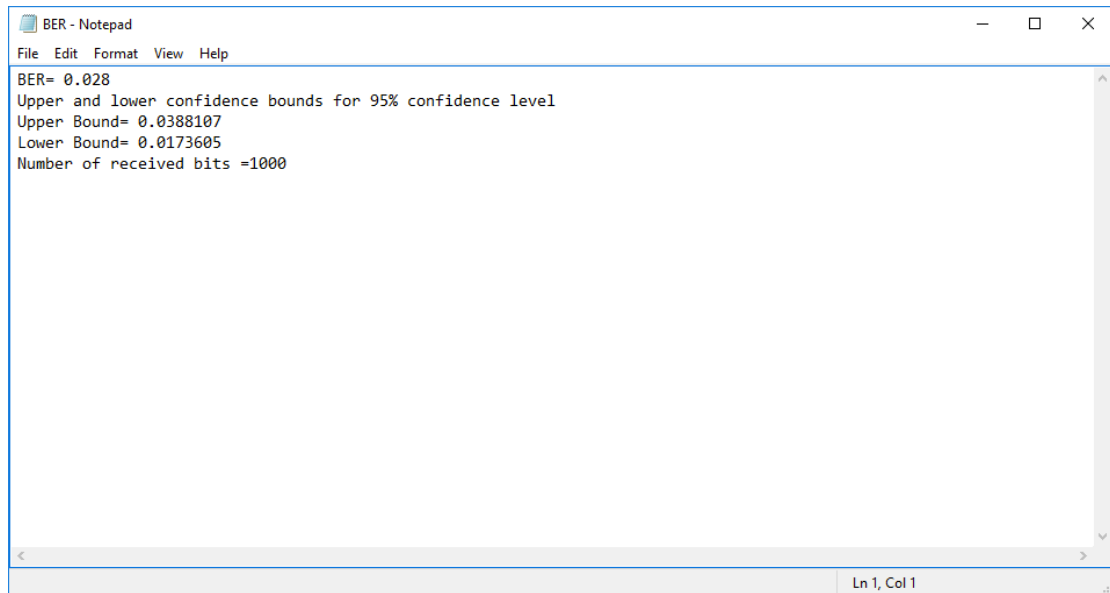 BER - Notepad
File Edit Format View Help
BER= 0.028
Upper and lower confidence bounds for 95% confidence level
Upper Bound= 0.0388107
Lower Bound= 0.0173605
Number of received bits =1000
Ln 1, Col 1